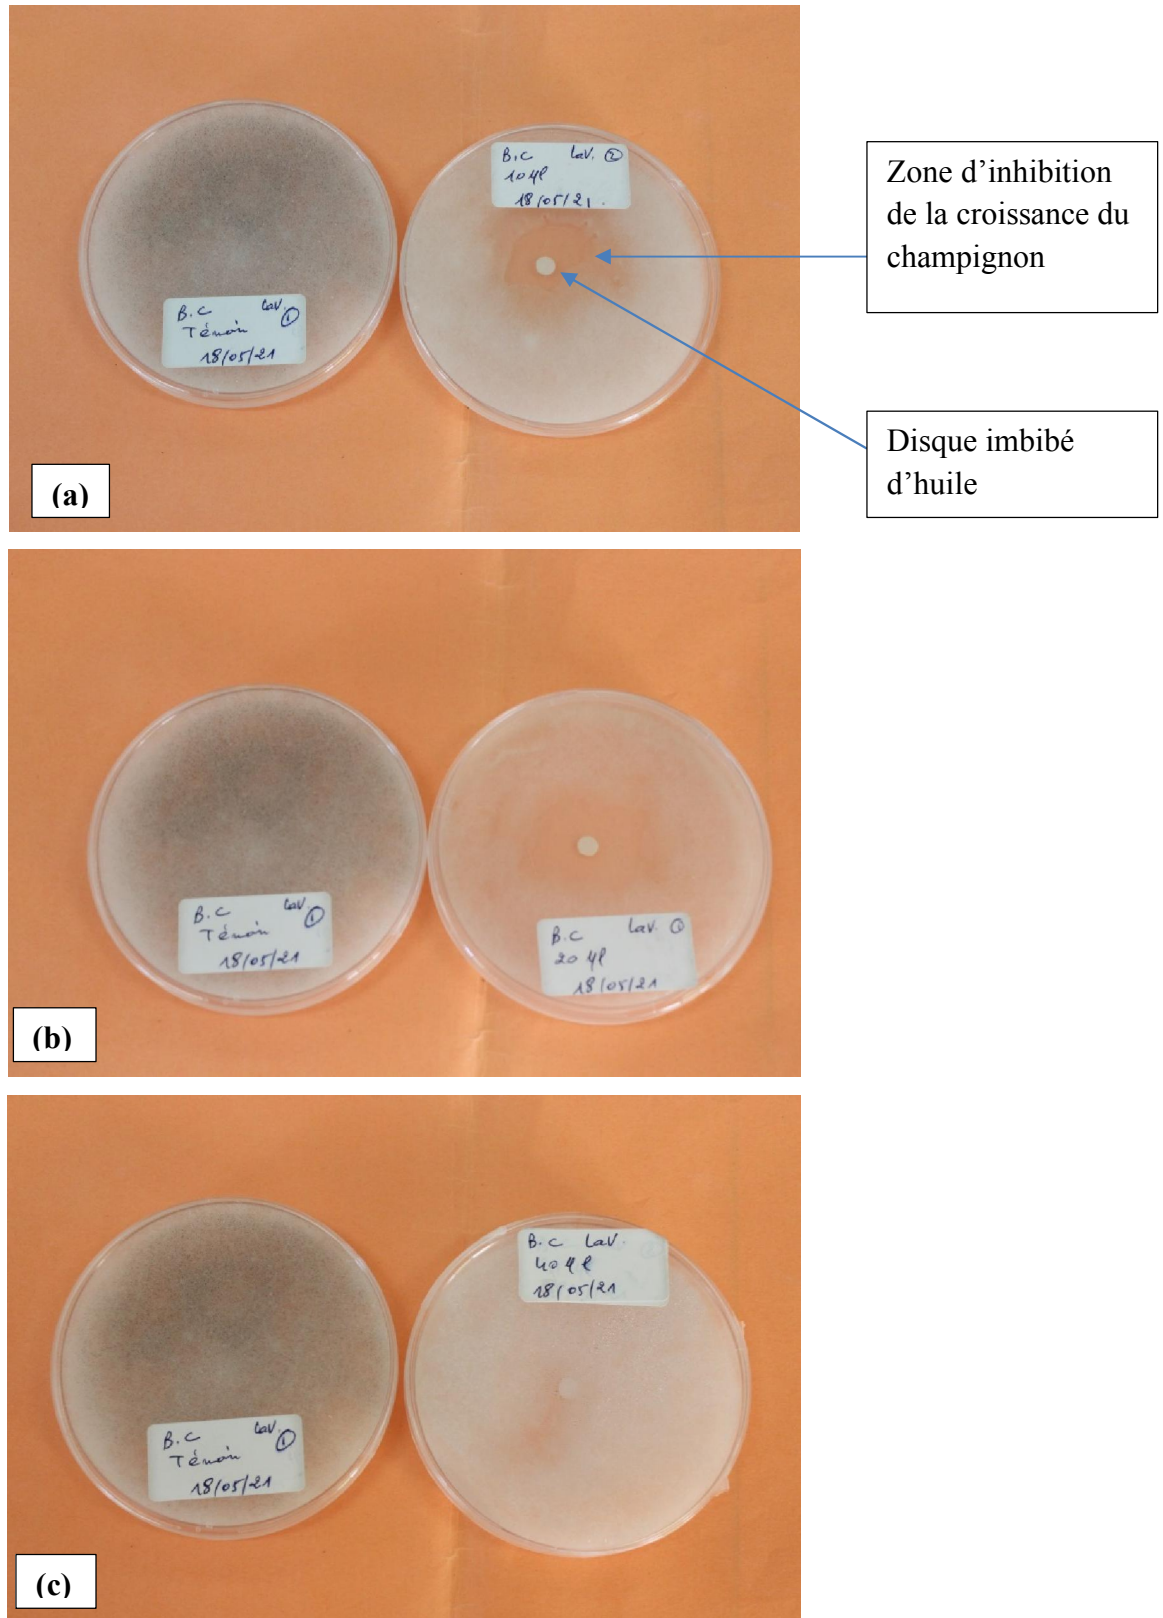 B.C Lav. ①
Témoin
18/05/21
B.C Lav. ②
10 µl
18/05/21.
Zone d’inhibition
de la croissance du
champignon
Disque imbibé
d’huile
(a)
B.C Lav. ①
Témoin
18/05/21
B.C Lav. ①
20 µl
18/05/21
(b)
B.C Lav.
40 µl
18/05/21
B.C Lav. ①
Témoin
18/05/21
(c)